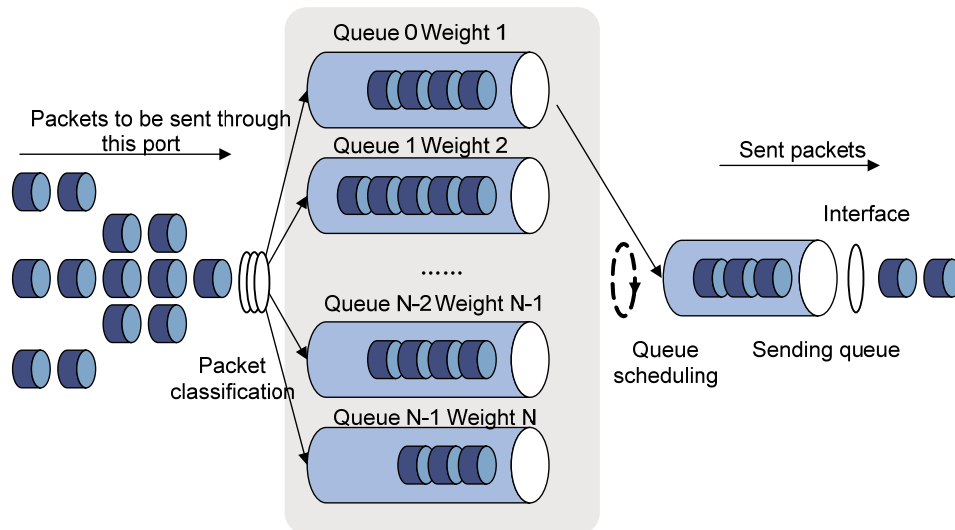 Queue 0 Weight 1
Packets to be sent through
this port
Queue 1 Weight 2
Sent packets
Interface
......
Queue N-2 Weight N-1
Packet
classification
Queue
scheduling
Sending queue
Queue N-1 Weight N